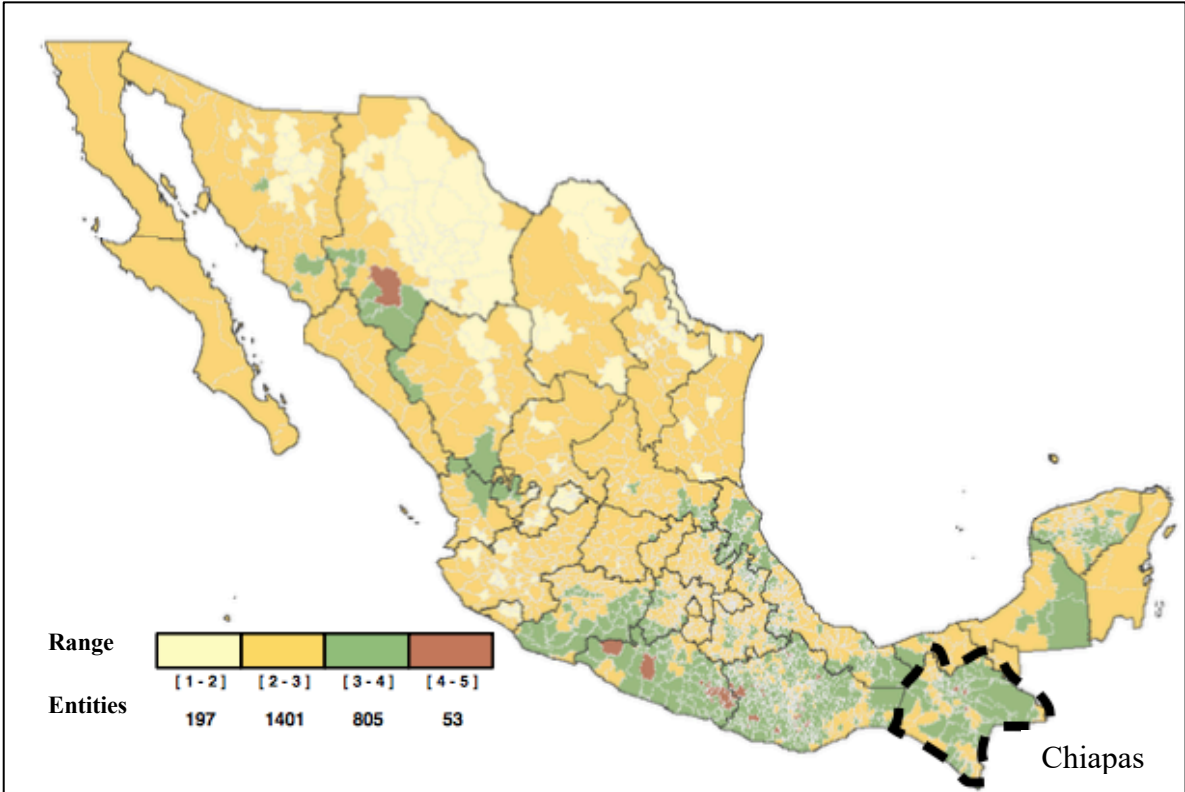 Range
[ 1 - 2 ] [ 2 - 3 ] [ 3 - 4 ] [ 4 - 5 ]
Entities
197 1401 805 53
Chiapas